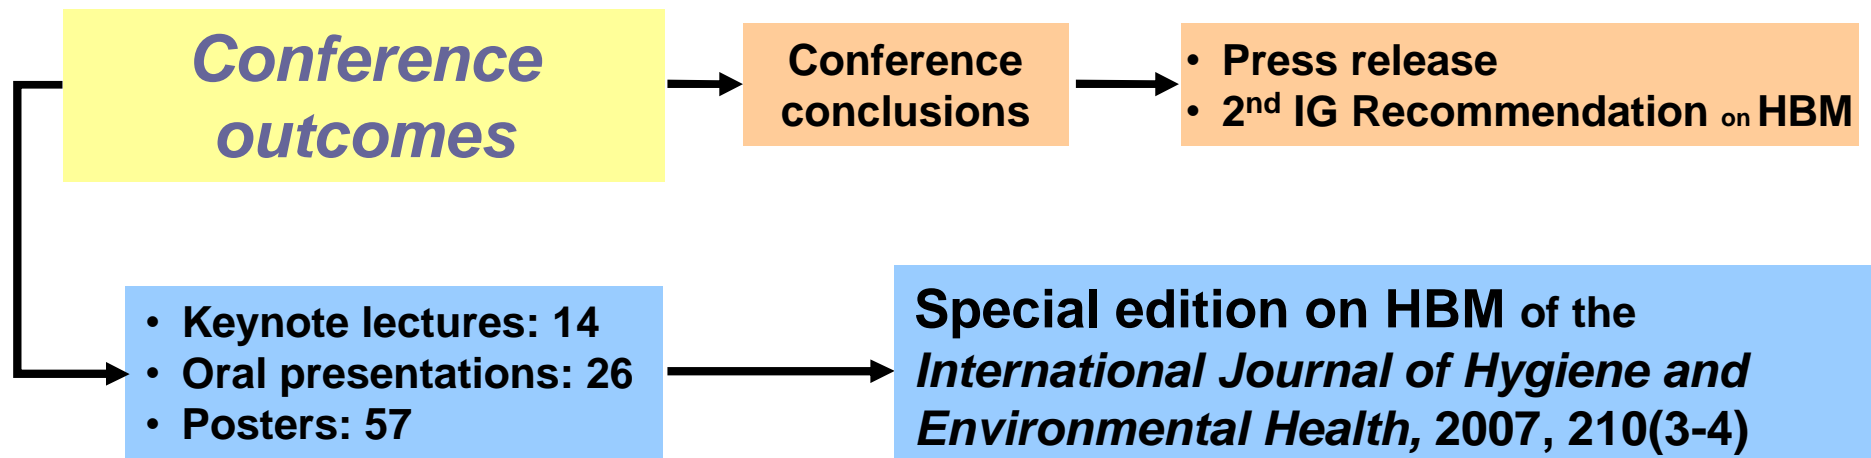 Conference
outcomes
Conference
conclusions
• Press release
• 2nd IG Recommendation on HBM
• Keynote lectures: 14
• Oral presentations: 26
• Posters: 57
Special edition on HBM of the
International Journal of Hygiene and
Environmental Health, 2007, 210(3-4)